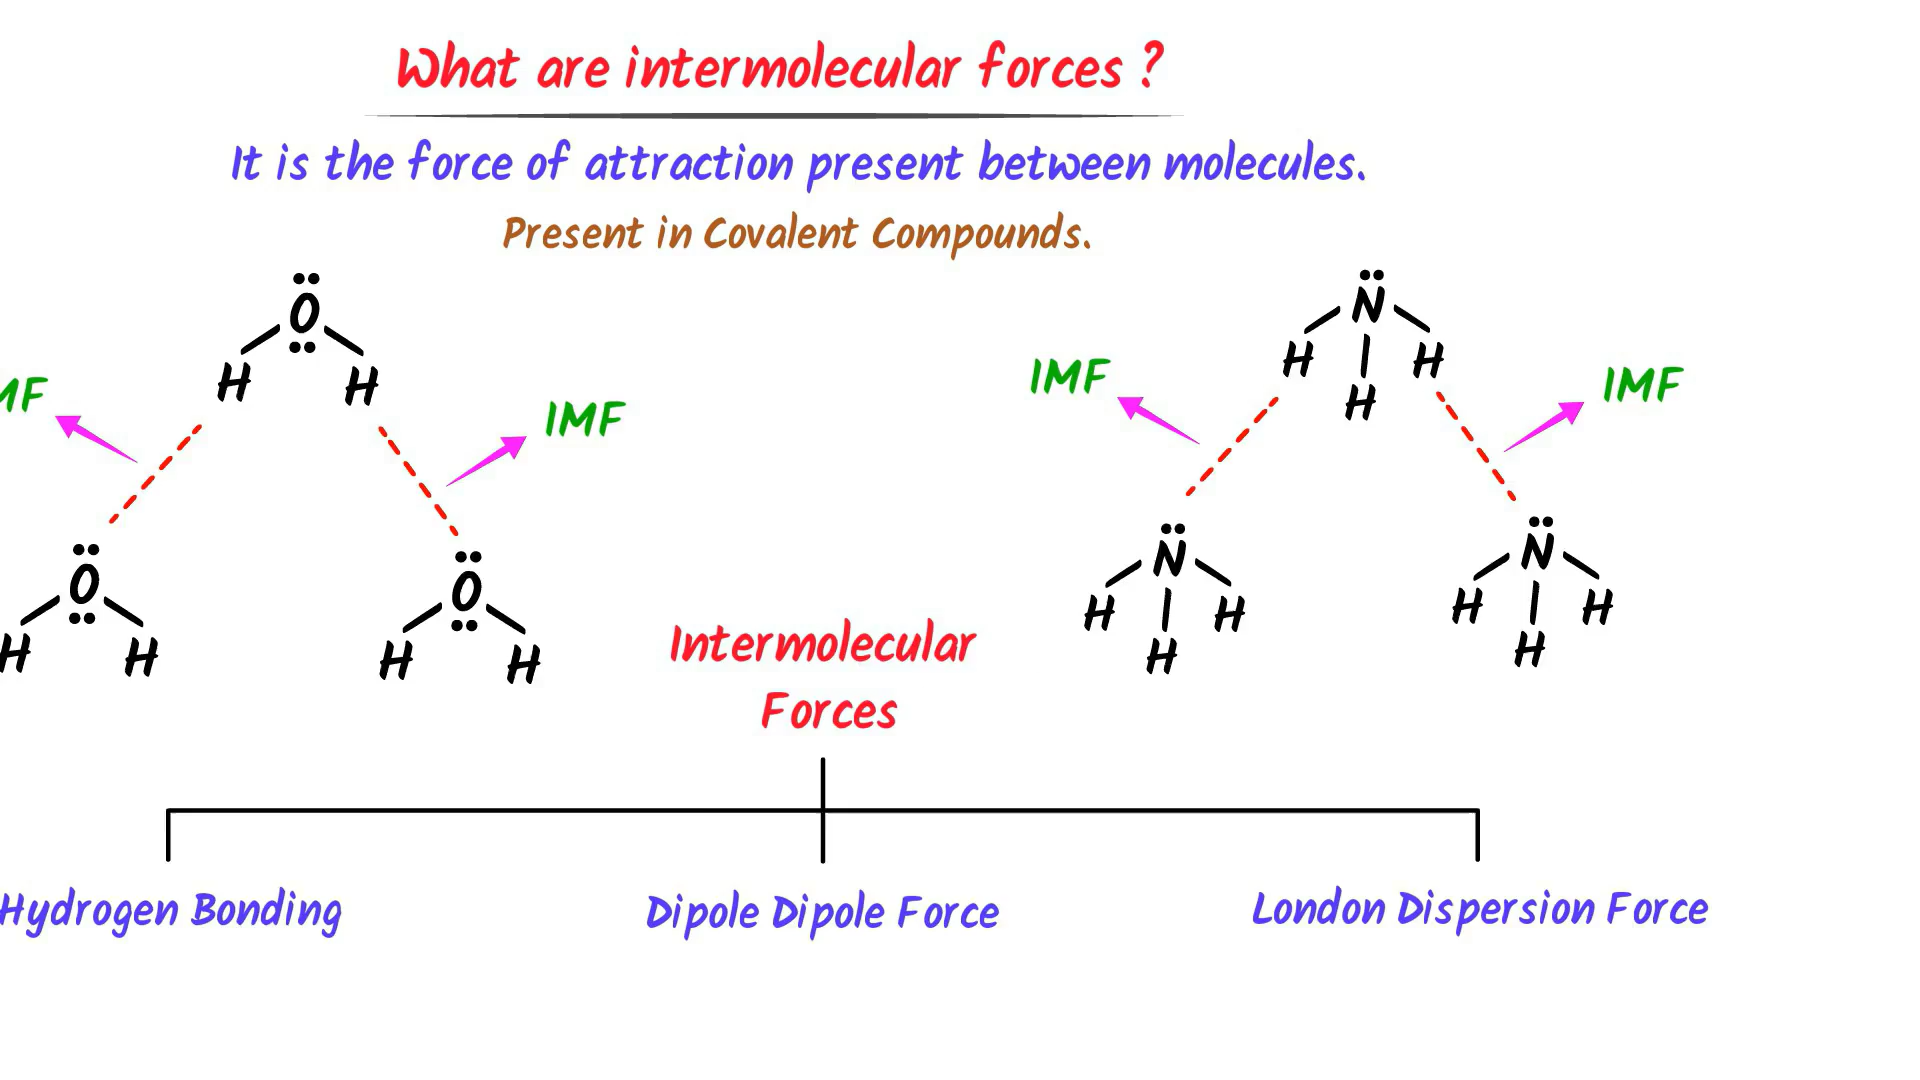 What are intermolecular forces ?
It is the force of attraction present between molecules.
Present in Covalent Compounds.
O
H H
MF
IMF
O
H H
O
H H
N
H H
H
IMF
IMF
N
H H
H
N
H H
H
Intermolecular
Forces
Hydrogen Bonding
Dipole Dipole Force
London Dispersion Force